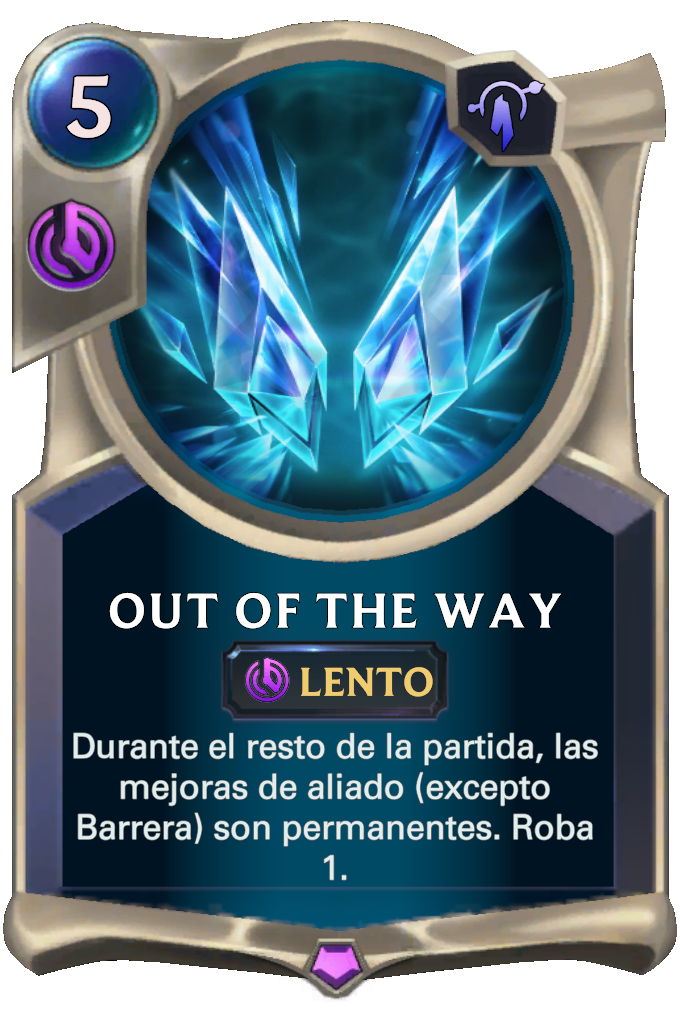 5
OUT OF THE WAY
LENTO
Durante el resto de la partida, las
mejoras de aliado (excepto
Barrera) son permanentes. Roba
1.